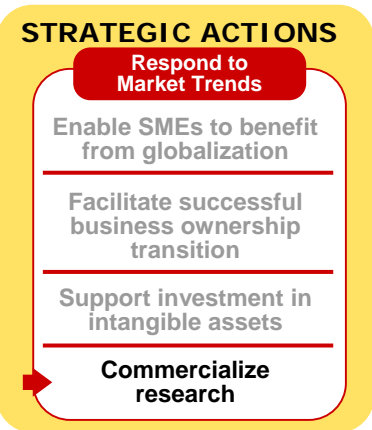 STRATEGIC ACTIONS
Respond to
Market Trends
Enable SMEs to benefit
from globalization
Facilitate successful
business ownership
transition
Support investment in
intangible assets
Commercialize
research